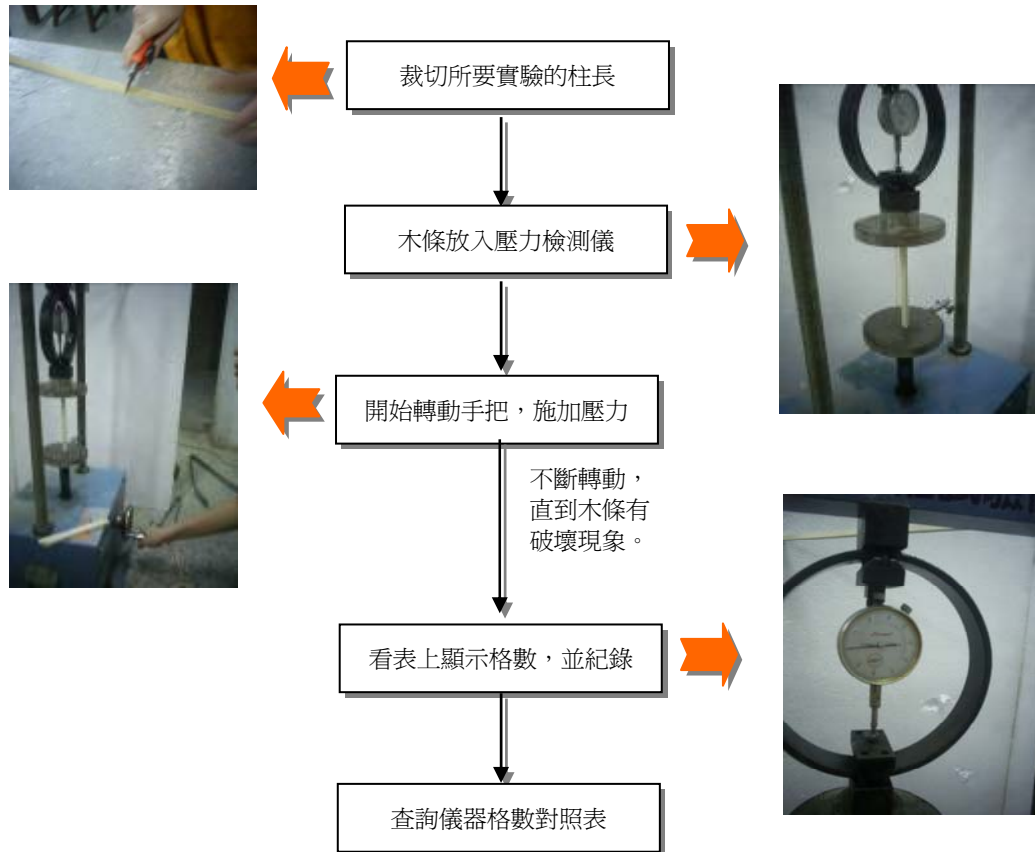 裁切所要實驗的柱長
木條放入壓力檢測儀
開始轉動手把，施加壓力
不斷轉動，
直到木條有
破壞現象。
看表上顯示格數，並紀錄
查詢儀器格數對照表